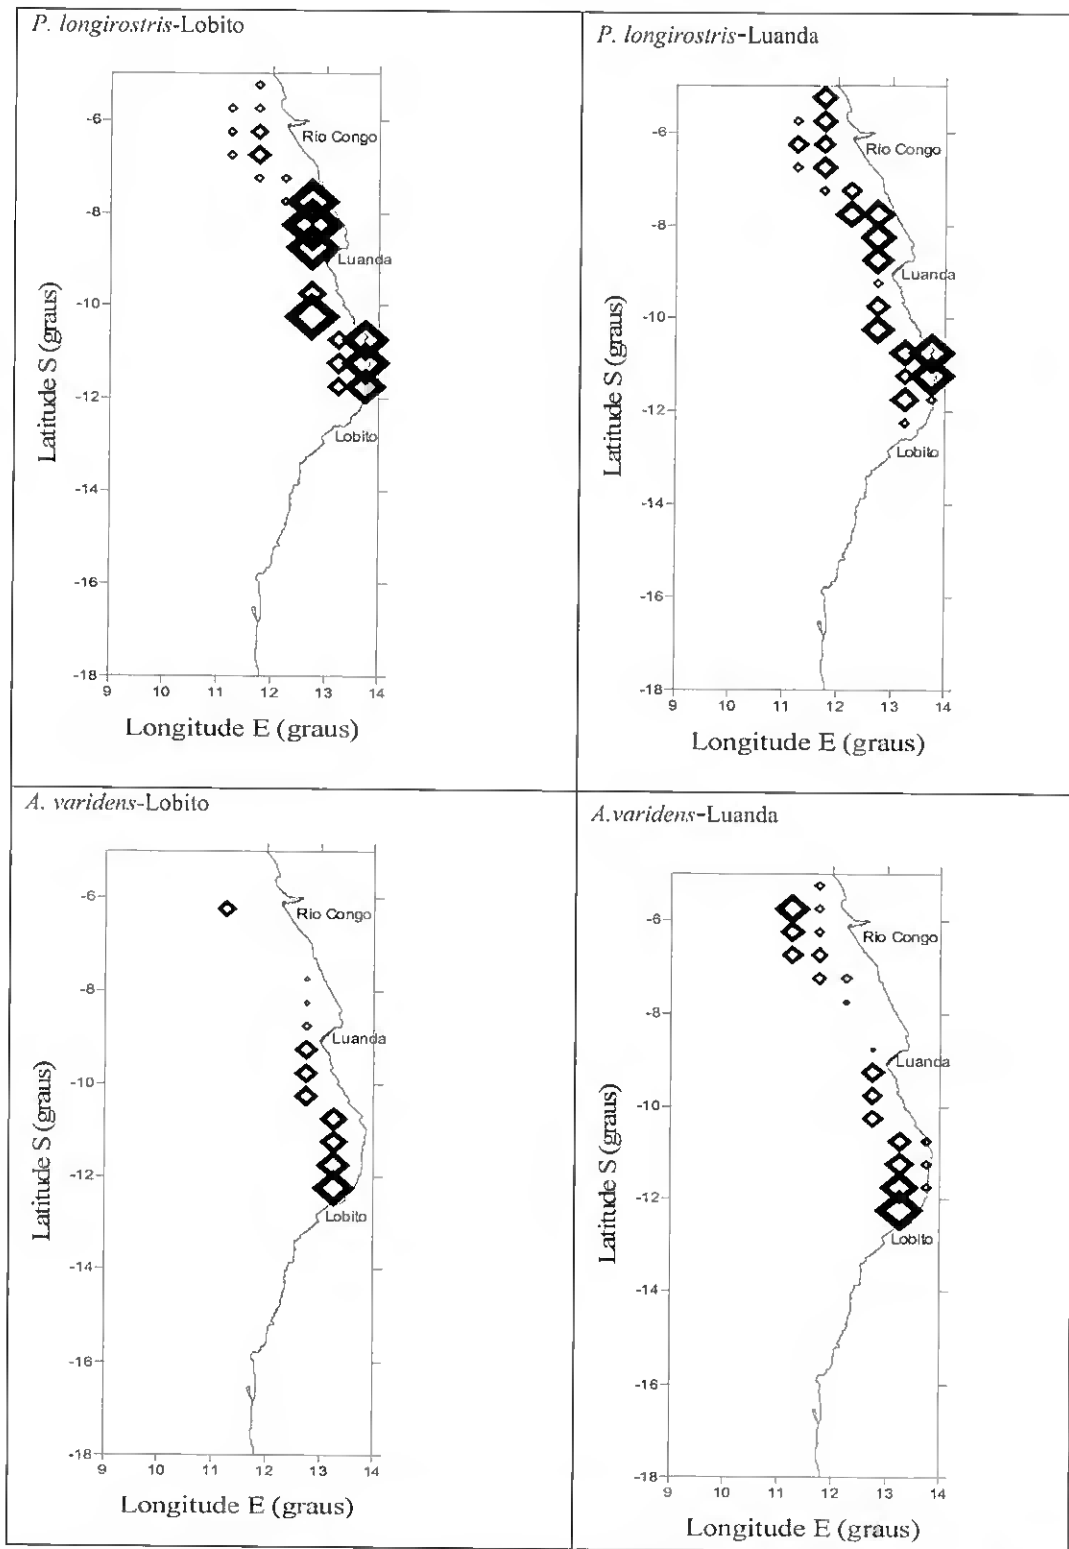 P. longirostris-Lobito
-6
-8
-10
-12
-14
-16
-18
Latitude S (graus)
Rio Congo
Luanda
Lobito
9 10 11 12 13 14
Longitude E (graus)
P. longirostris-Luanda
-6
-8
-10
-12
-14
-16
-18
Latitude S (graus)
Rio Congo
Luanda
Lobito
9 10 11 12 13 14
Longitude E (graus)
A. varidens-Lobito
-6
-8
-10
-12
-14
-16
-18
Latitude S (graus)
Rio Congo
Luanda
Lobito
9 10 11 12 13 14
Longitude E (graus)
A.varidens-Luanda
-6
-8
-10
-12
-14
-16
-18
Latitude S (graus)
Rio Congo
Luanda
Lobito
9 10 11 12 13 14
Longitude E (graus)